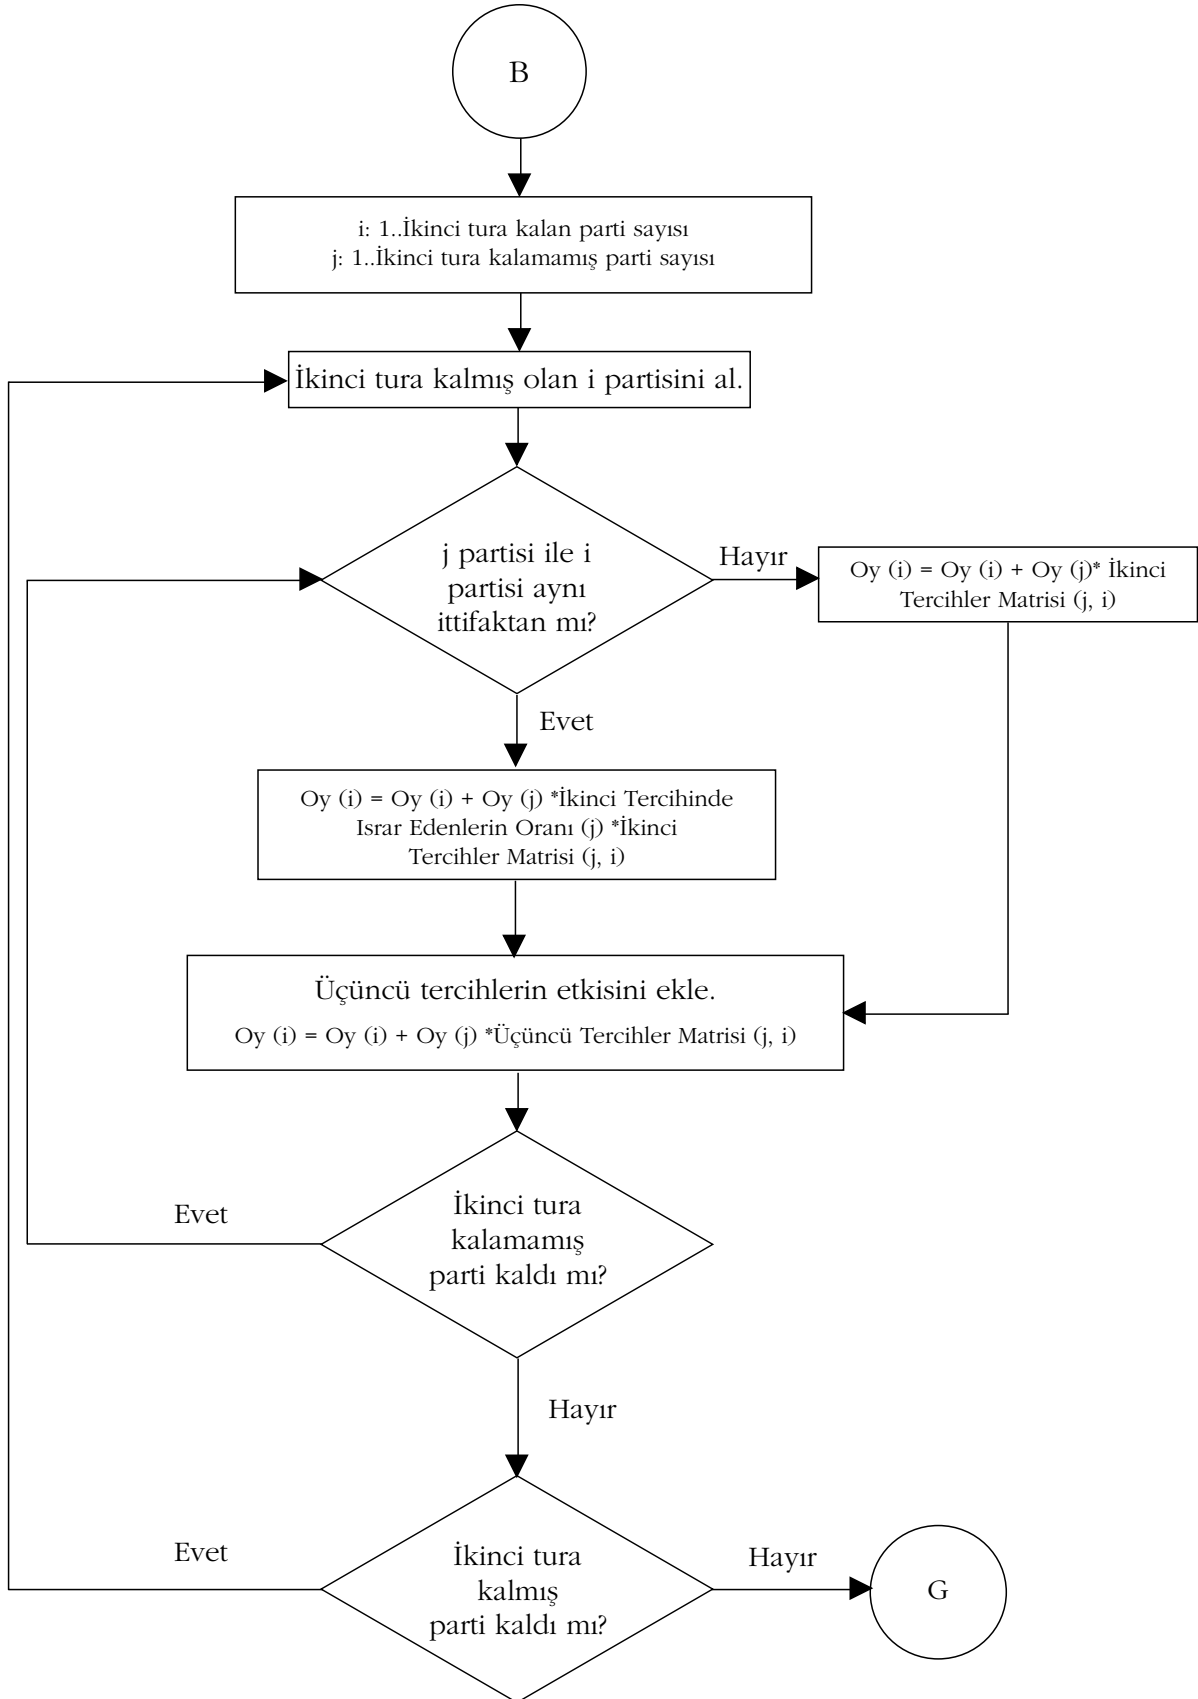 B
i: 1..İkinci tura kalan parti sayısı
j: 1..İkinci tura kalamamış parti sayısı
İkinci tura kalmış olan i partisini al.
j partisi ile i
partisi aynı
ittifaktan mı?
Hayır
Oy (i) = Oy (i) + Oy (j)* İkinci
Tercihler Matrisi (j, i)
Evet
Oy (i) = Oy (i) + Oy (j) *İkinci Tercihinde
Israr Edenlerin Oranı (j) *İkinci
Tercihler Matrisi (j, i)
Üçüncü tercihlerin etkisini ekle.
Oy (i) = Oy (i) + Oy (j) *Üçüncü Tercihler Matrisi (j, i)
Evet
İkinci tura
kalamamış
parti kaldı mı?
Hayır
Evet
İkinci tura
kalmış
parti kaldı mı?
Hayır
G